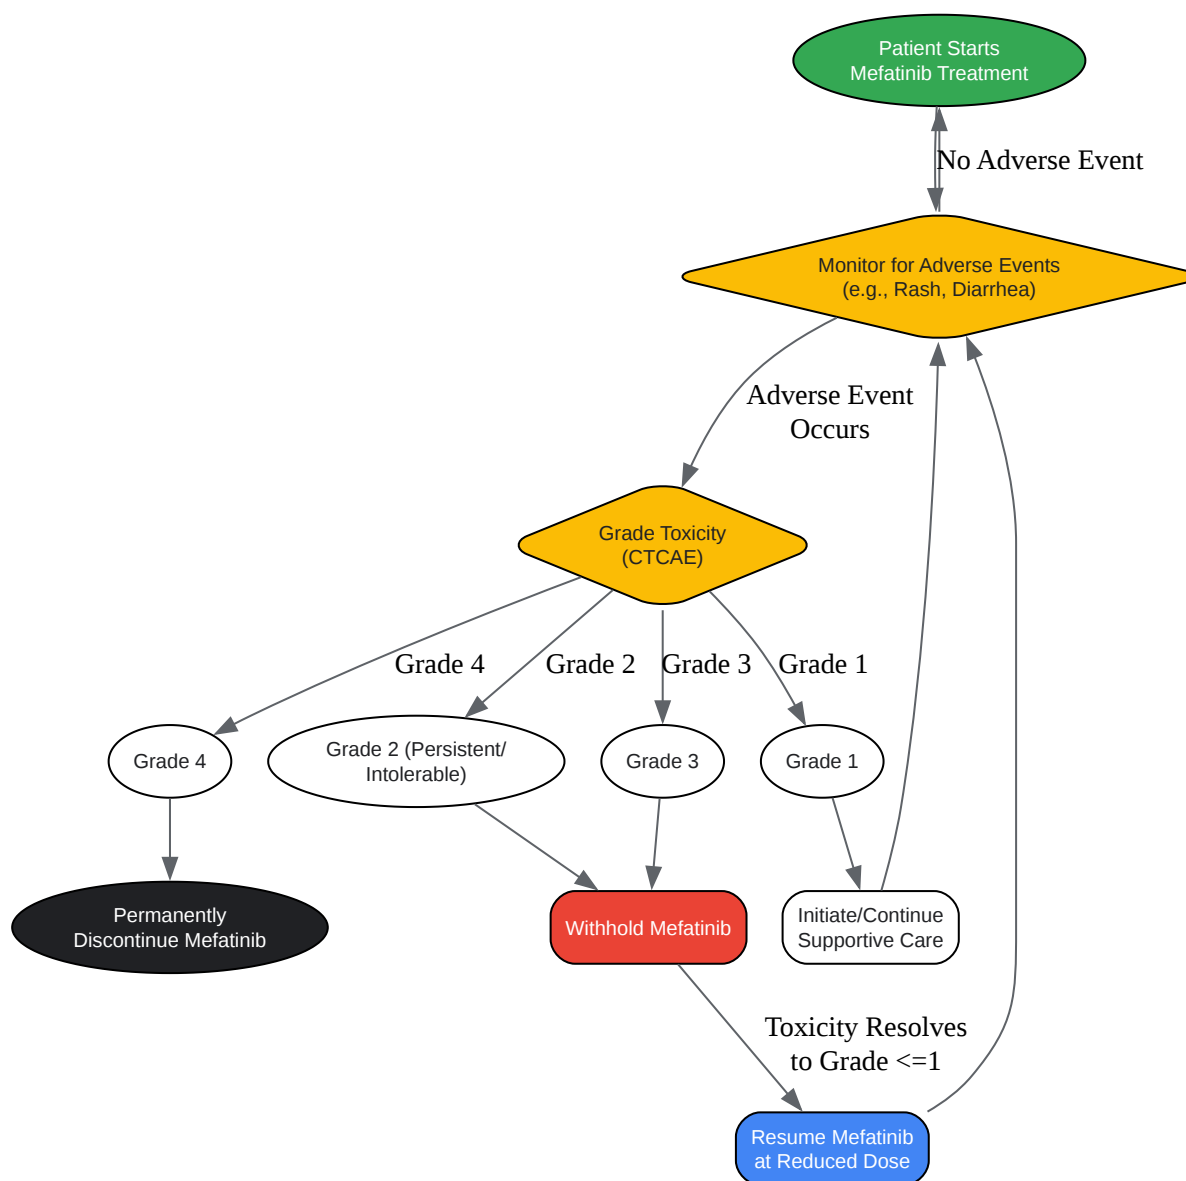 Patient Starts
Mefatinib Treatment
No Adverse Event
Monitor for Adverse Events
(e.g., Rash, Diarrhea)
Adverse Event
Occurs
Grade Toxicity
(CTCAE)
Grade 4
Grade 2
Grade 3
Grade 1
Grade 4
Grade 2 (Persistent/
Intolerable)
Grade 3
Grade 1
Permanently
Discontinue Mefatinib
Withhold Mefatinib
Initiate/Continue
Supportive Care
Toxicity Resolves
to Grade <=1
Resume Mefatinib
at Reduced Dose